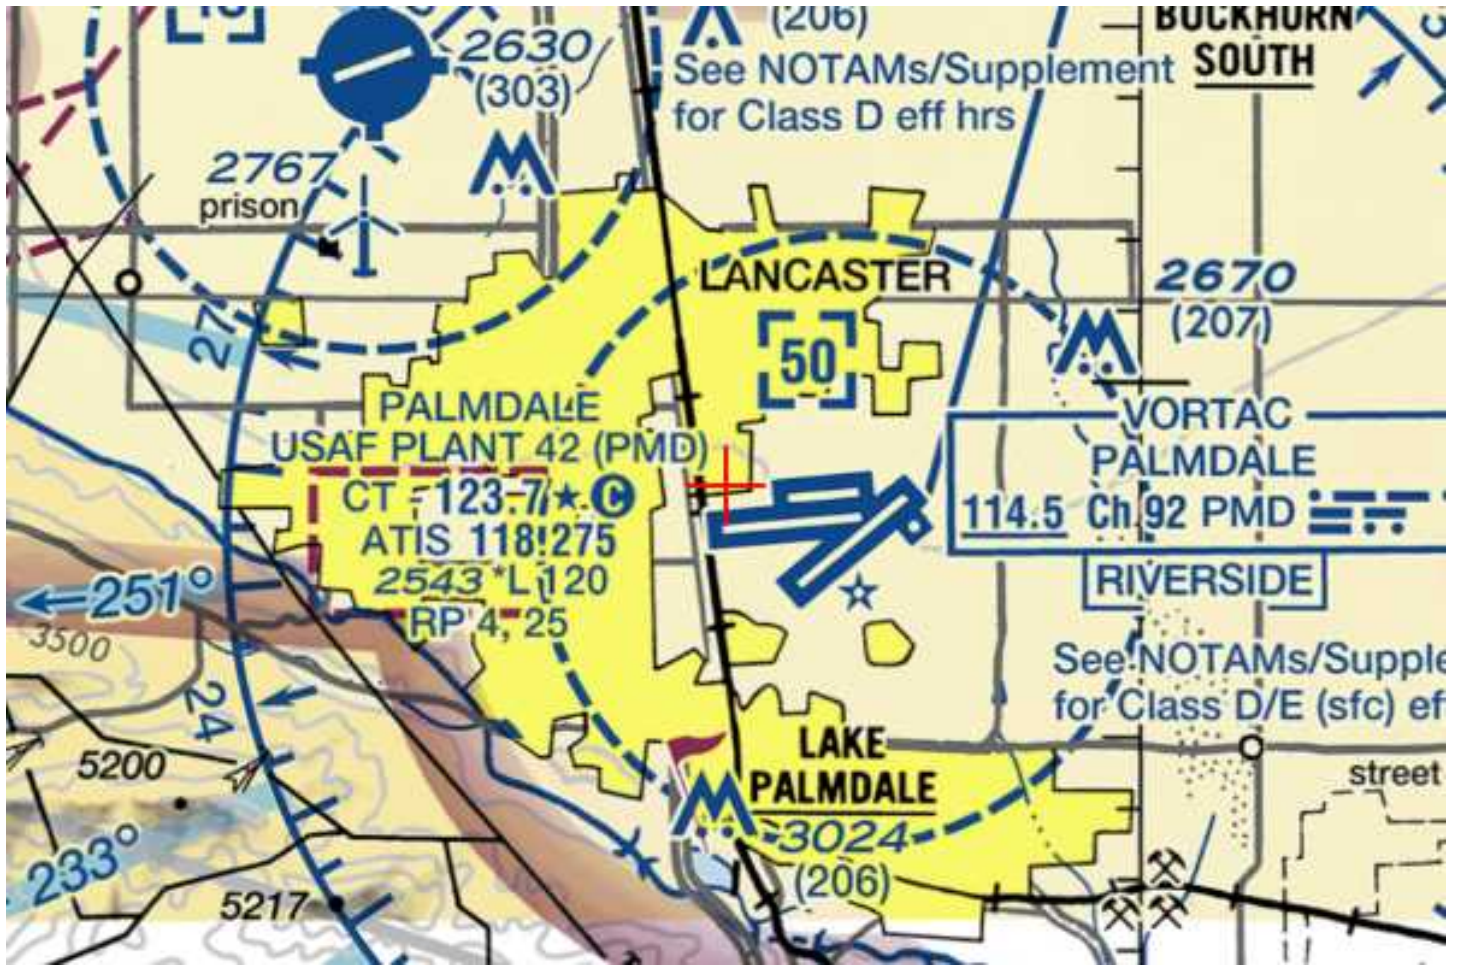 (206)
BUCKHORN
SOUTH
2630
(303)
See NOTAMs/Supplement
for Class D eff hrs
2767
prison
LANCASTER
2670
(207)
27
50
PALMDALE
USAF PLANT 42 (PMD)
CT - 123.7 ★ C
ATIS 118.275
2543 *L 120
RP 4, 25
VORTAC
PALMDALE
114.5 Ch 92 PMD
RIVERSIDE
251°
3500
See NOTAMs/Supple
for Class D/E (sfc) eff
24
LAKE
PALMDALE
5200
street
3024
(206)
233°
5217